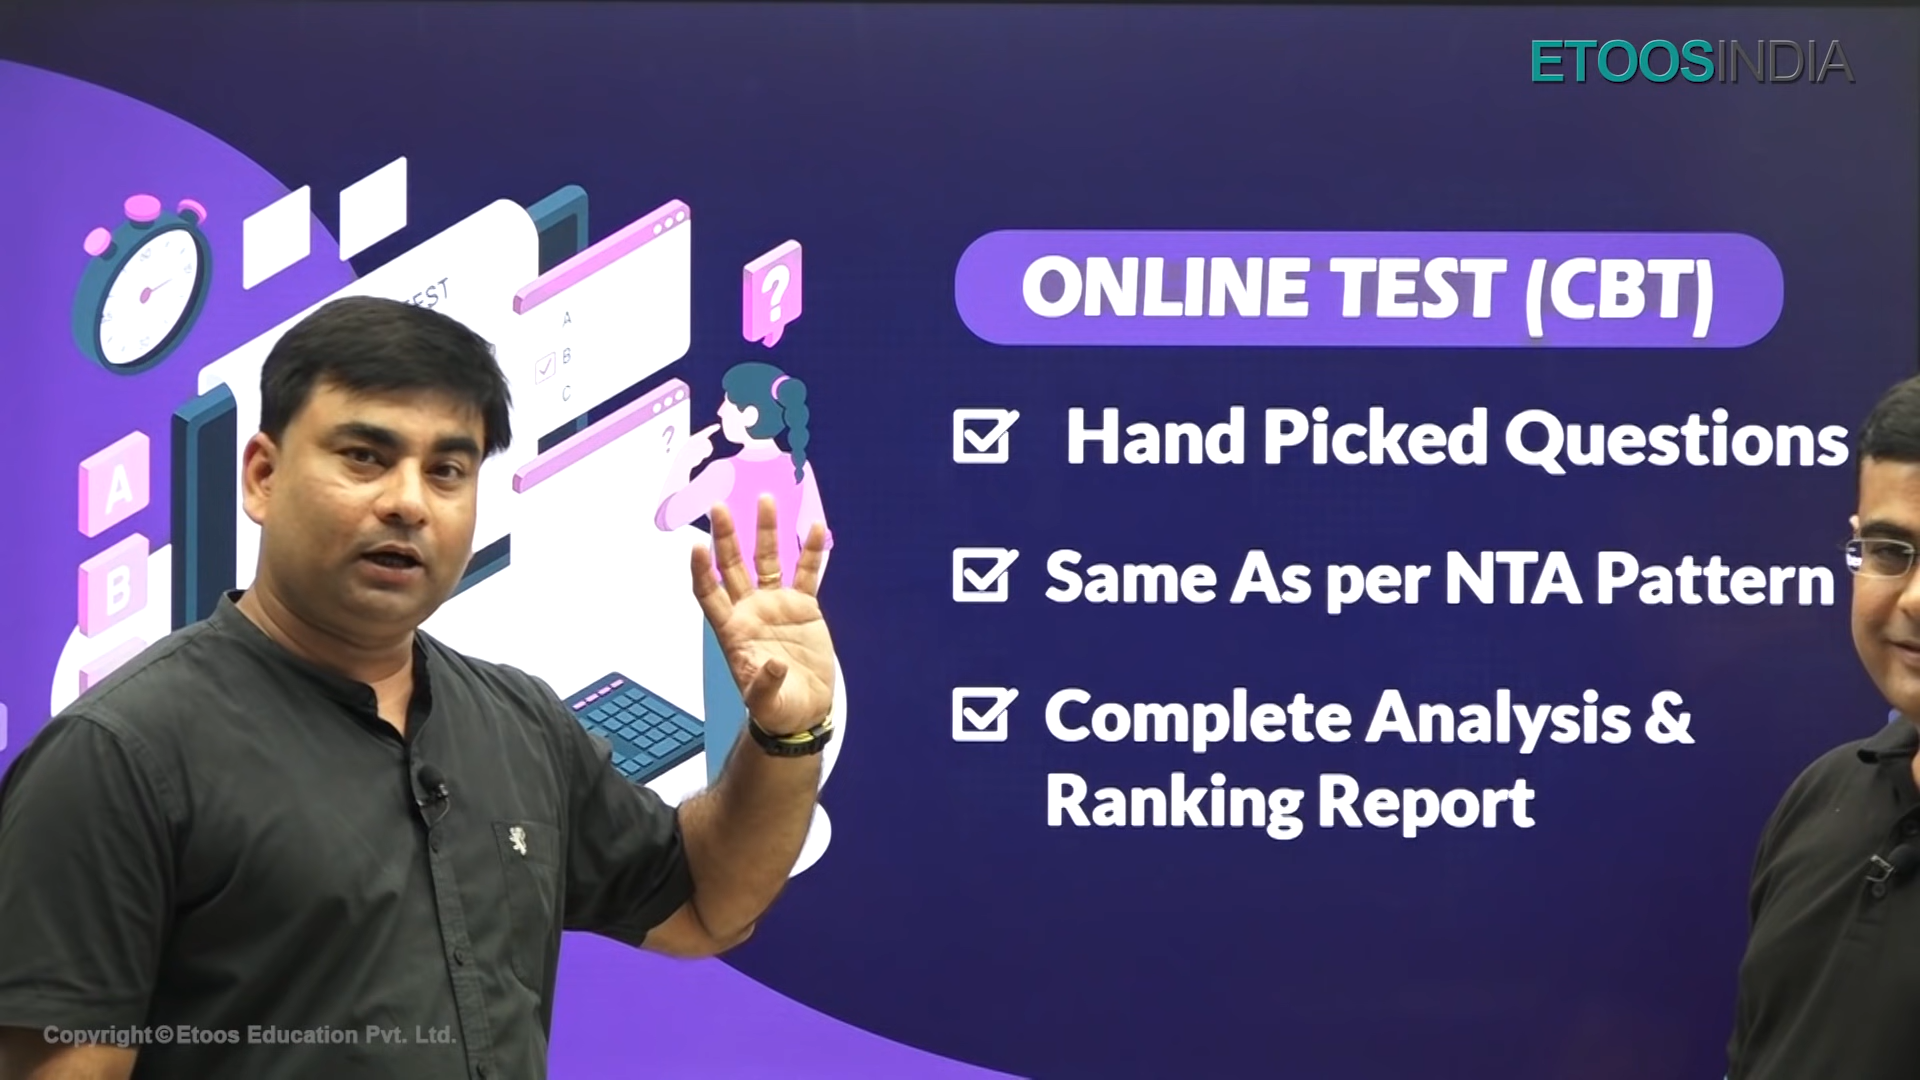 ETOOSINDIA
EST
A
B
C
?
?
A
B
ONLINE TEST (CBT)
Hand Picked Questions
Same As per NTA Pattern
Complete Analysis &
Ranking Report
Copyright©Etoos Education Pvt. Ltd.